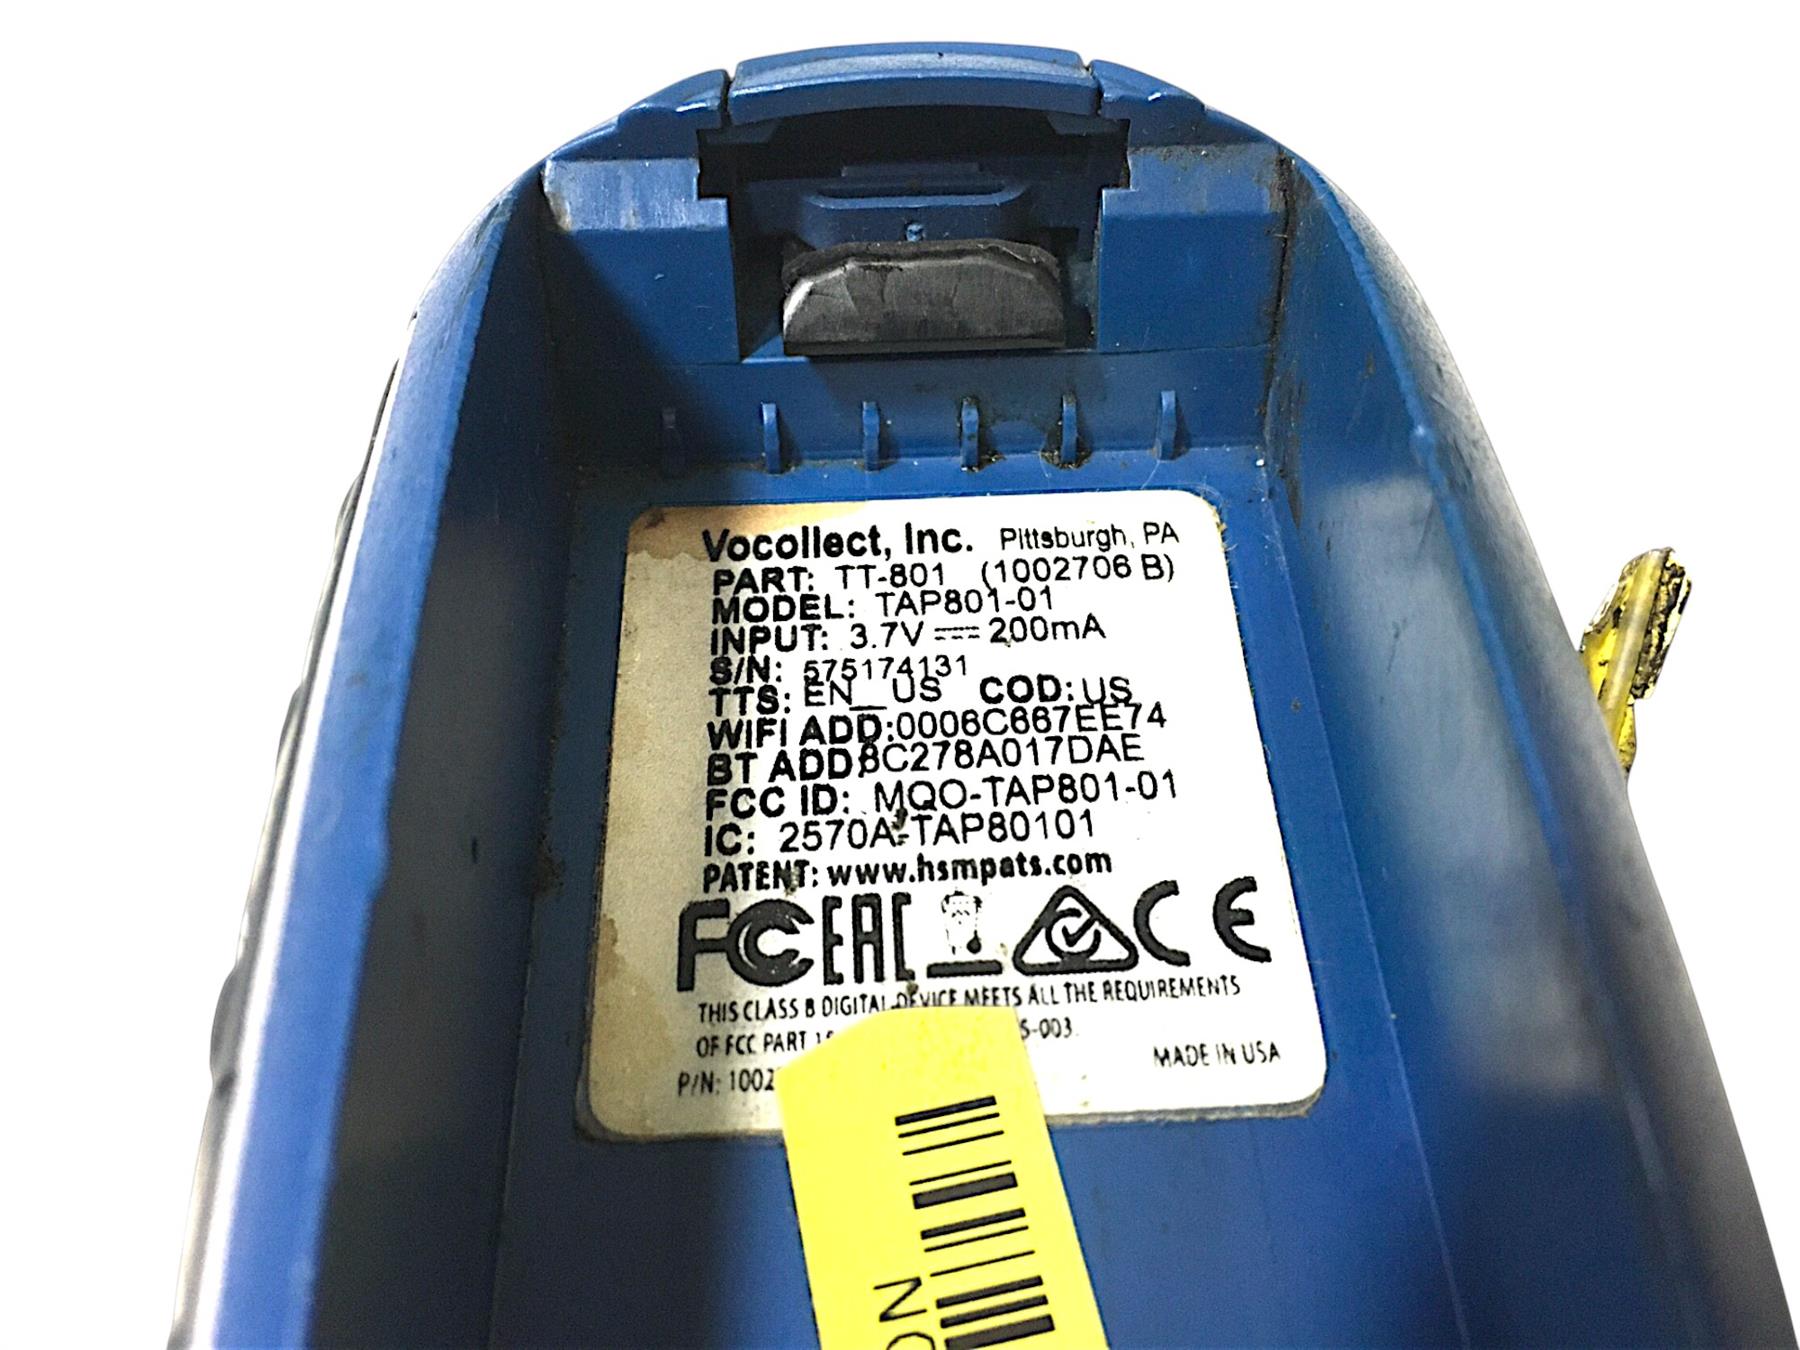 Vocollect, Inc. Pittsburgh, PA
PART: TT-801 (1002706 B)
MODEL: TAP801-01
INPUT: 3.7V 200mA
S/N: 575174131
TTS: EN_US COD: US
WIFI ADD: 0006C667EE74
BT ADD: 8C278A017DAE
FCC ID: MQO-TAP801-01
IC: 2570A-TAP80101
PATENT: www.hsmpats.com
FC EAC CE
THIS CLASS B DIGITAL DEVICE MEETS ALL THE REQUIREMENTS
OF FCC PART S-003.
MADE IN USA
P/N: 1002